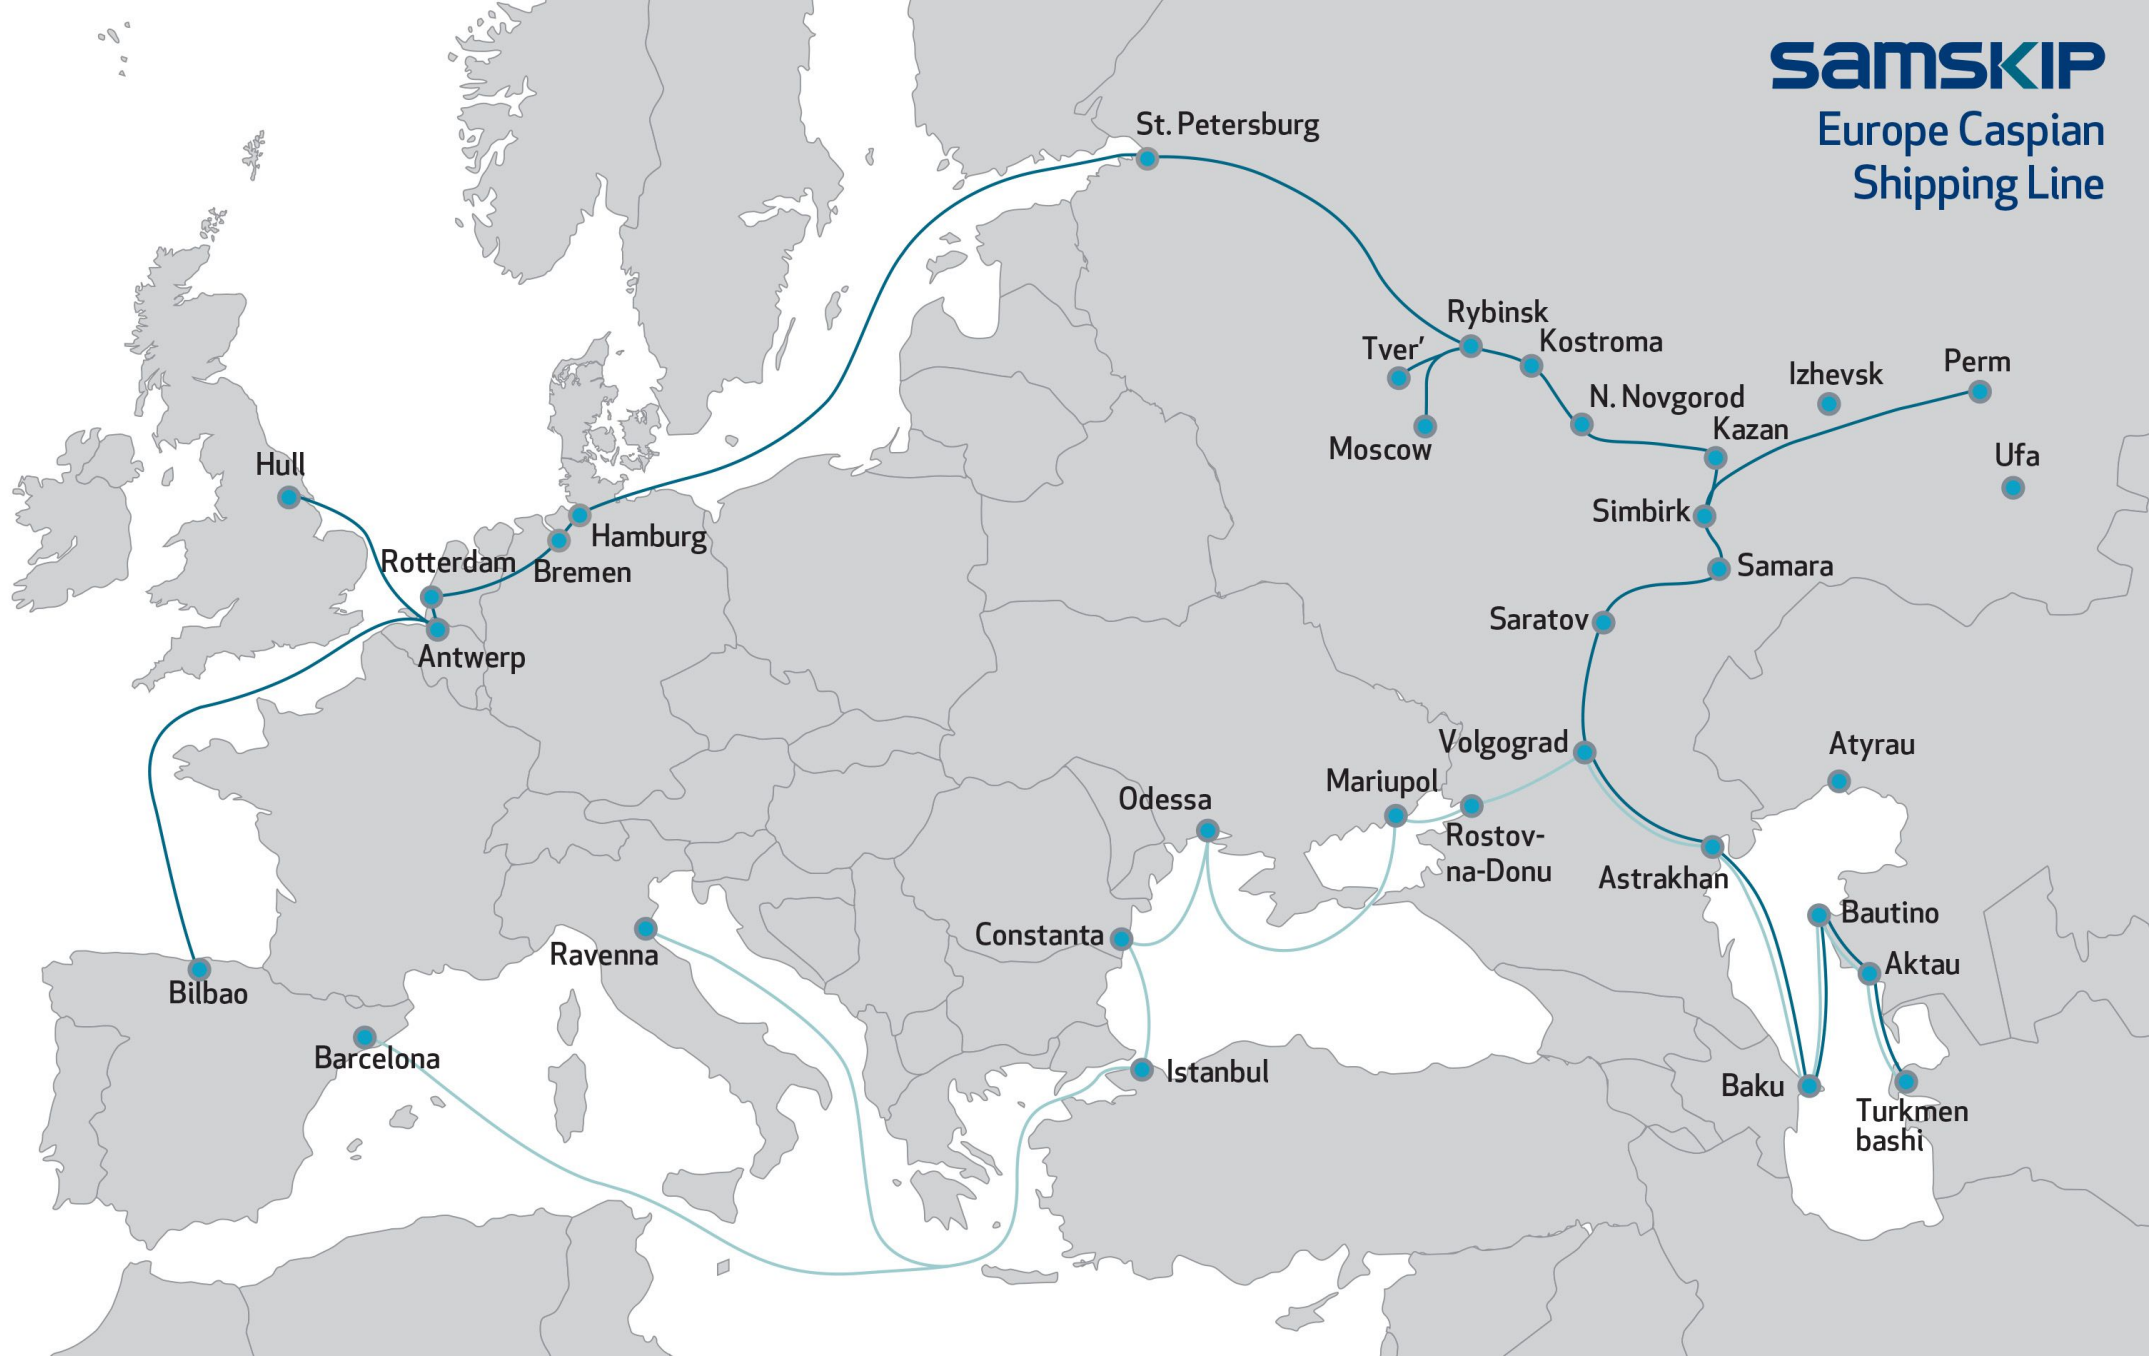 SAMSKIP
Europe Caspian
Shipping Line
St. Petersburg
Rybinsk
Tver’
Kostroma
Moscow
N. Novgorod
Kazan
Izhevsk
Perm
Ufa
Simbirk
Samara
Saratov
Hull
Rotterdam
Hamburg
Bremen
Antwerp
Volgograd
Mariupol
Odessa
Rostov-
na-Donu
Astrakhan
Atyrau
Bautino
Aktau
Constanta
Ravenna
Bilbao
Barcelona
Istanbul
Baku
Turkmen
bashi